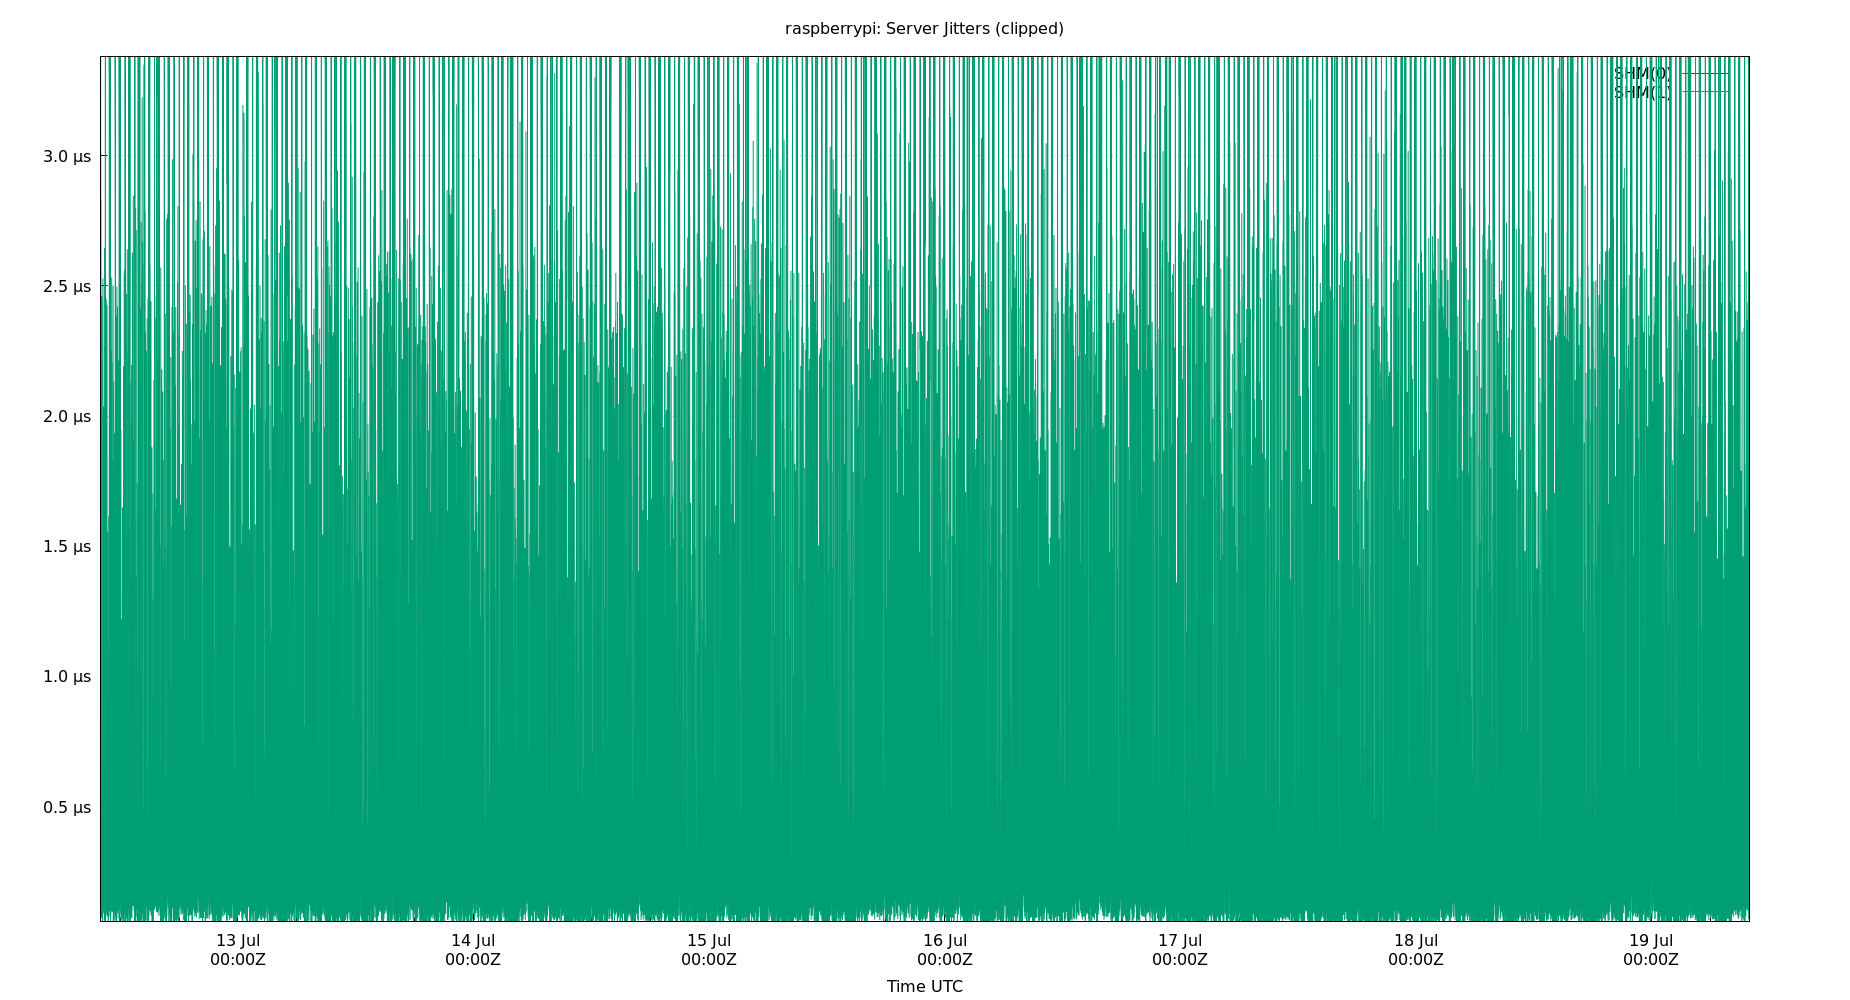 raspberrypi: Server Jitters (clipped)
SHM(0)
SHM(1)
3.0 µs
2.5 µs
2.0 µs
1.5 µs
1.0 µs
0.5 µs
13 Jul 14 Jul 15 Jul 16 Jul 17 Jul 18 Jul 19 Jul
00:00Z 00:00Z 00:00Z 00:00Z 00:00Z 00:00Z 00:00Z
Time UTC